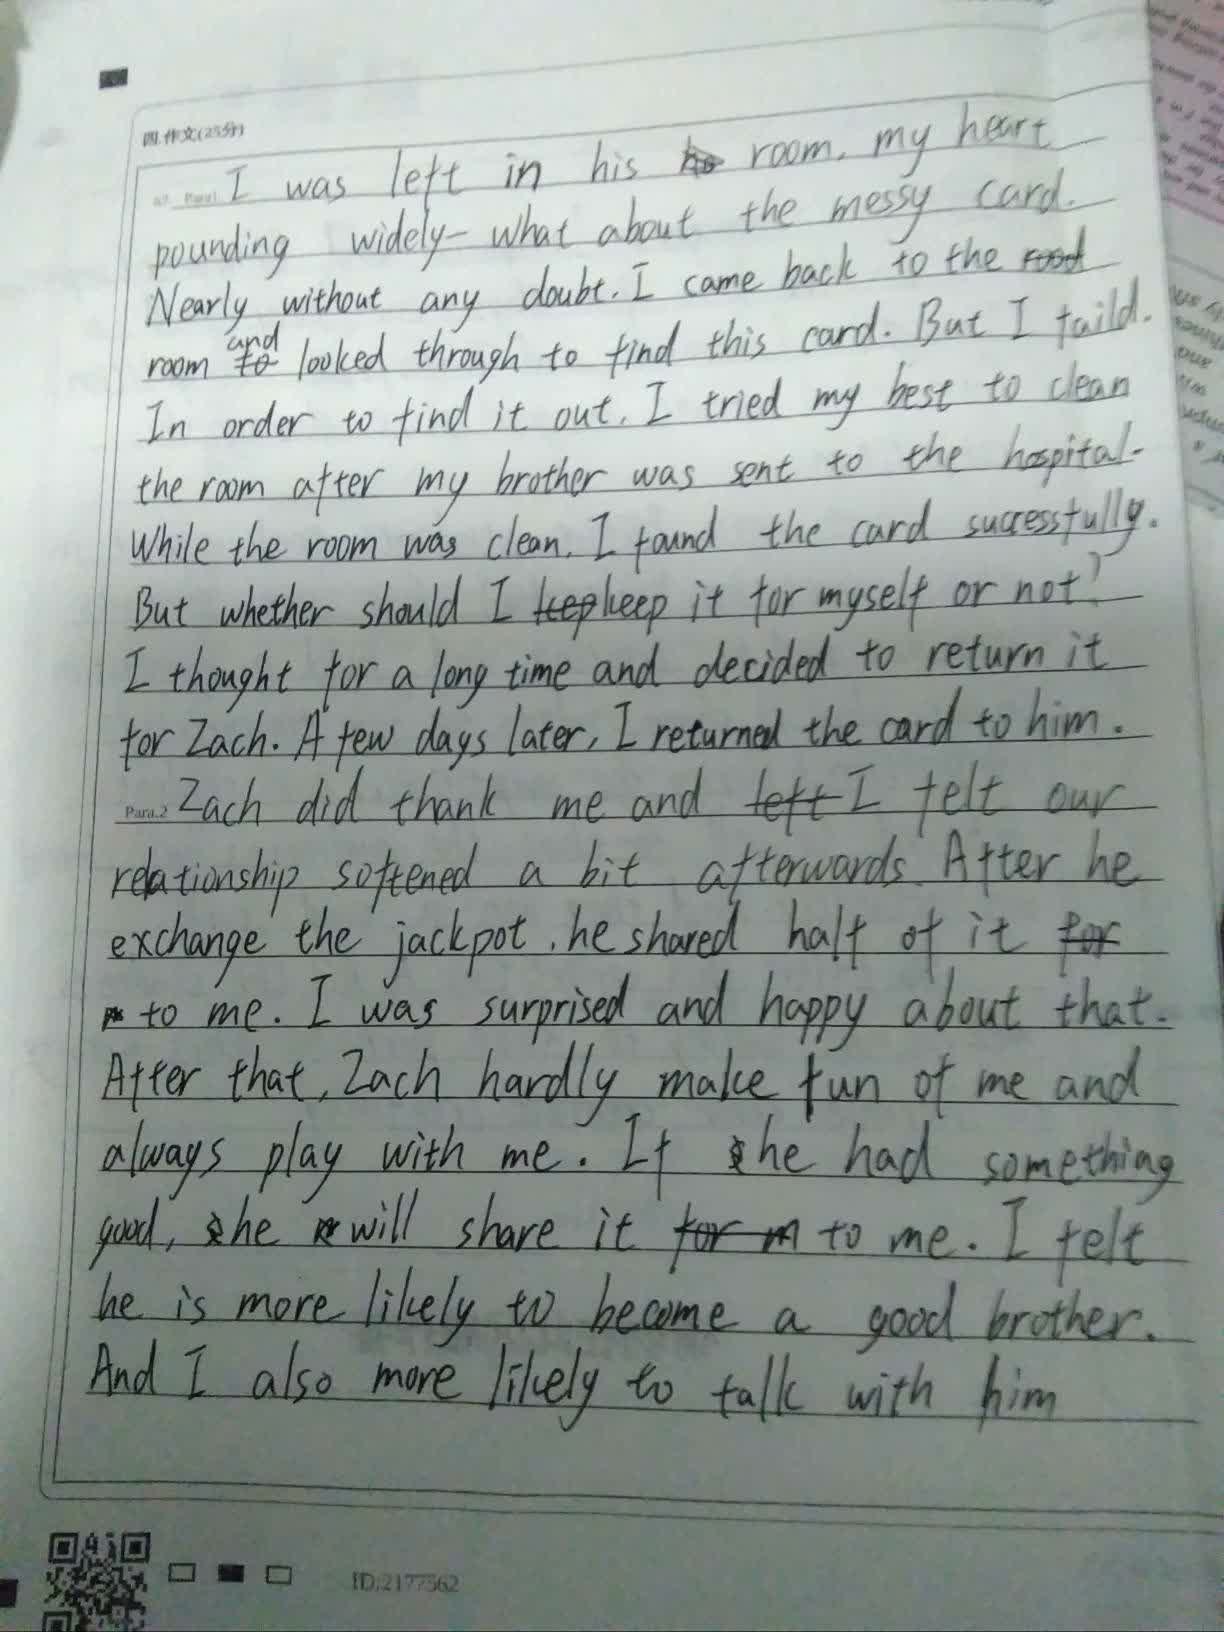 四.作文(25分)
Para1 I was left in his room, my heart
pounding widely - what about the messy card.
Nearly without any doubt, I came back to the
room and looked through to find this card. But I faild.
In order to find it out, I tried my best to clean
the room after my brother was sent to the hospital.
While the room was clean, I found the card successfully.
But whether should I keep it for myself or not?
I thought for a long time and decided to return it
for Zach. A few days later, I returned the card to him.
Para.2 Zach did thank me and I felt our
relationship softened a bit afterwards. After he
exchange the jackpot, he shared half of it
to me. I was surprised and happy about that.
After that, Zach hardly make fun of me and
always play with me. If he had something
good, he will share it to me. I felt
he is more likely to become a good brother.
And I also more likely to talk with him
ID:2177562